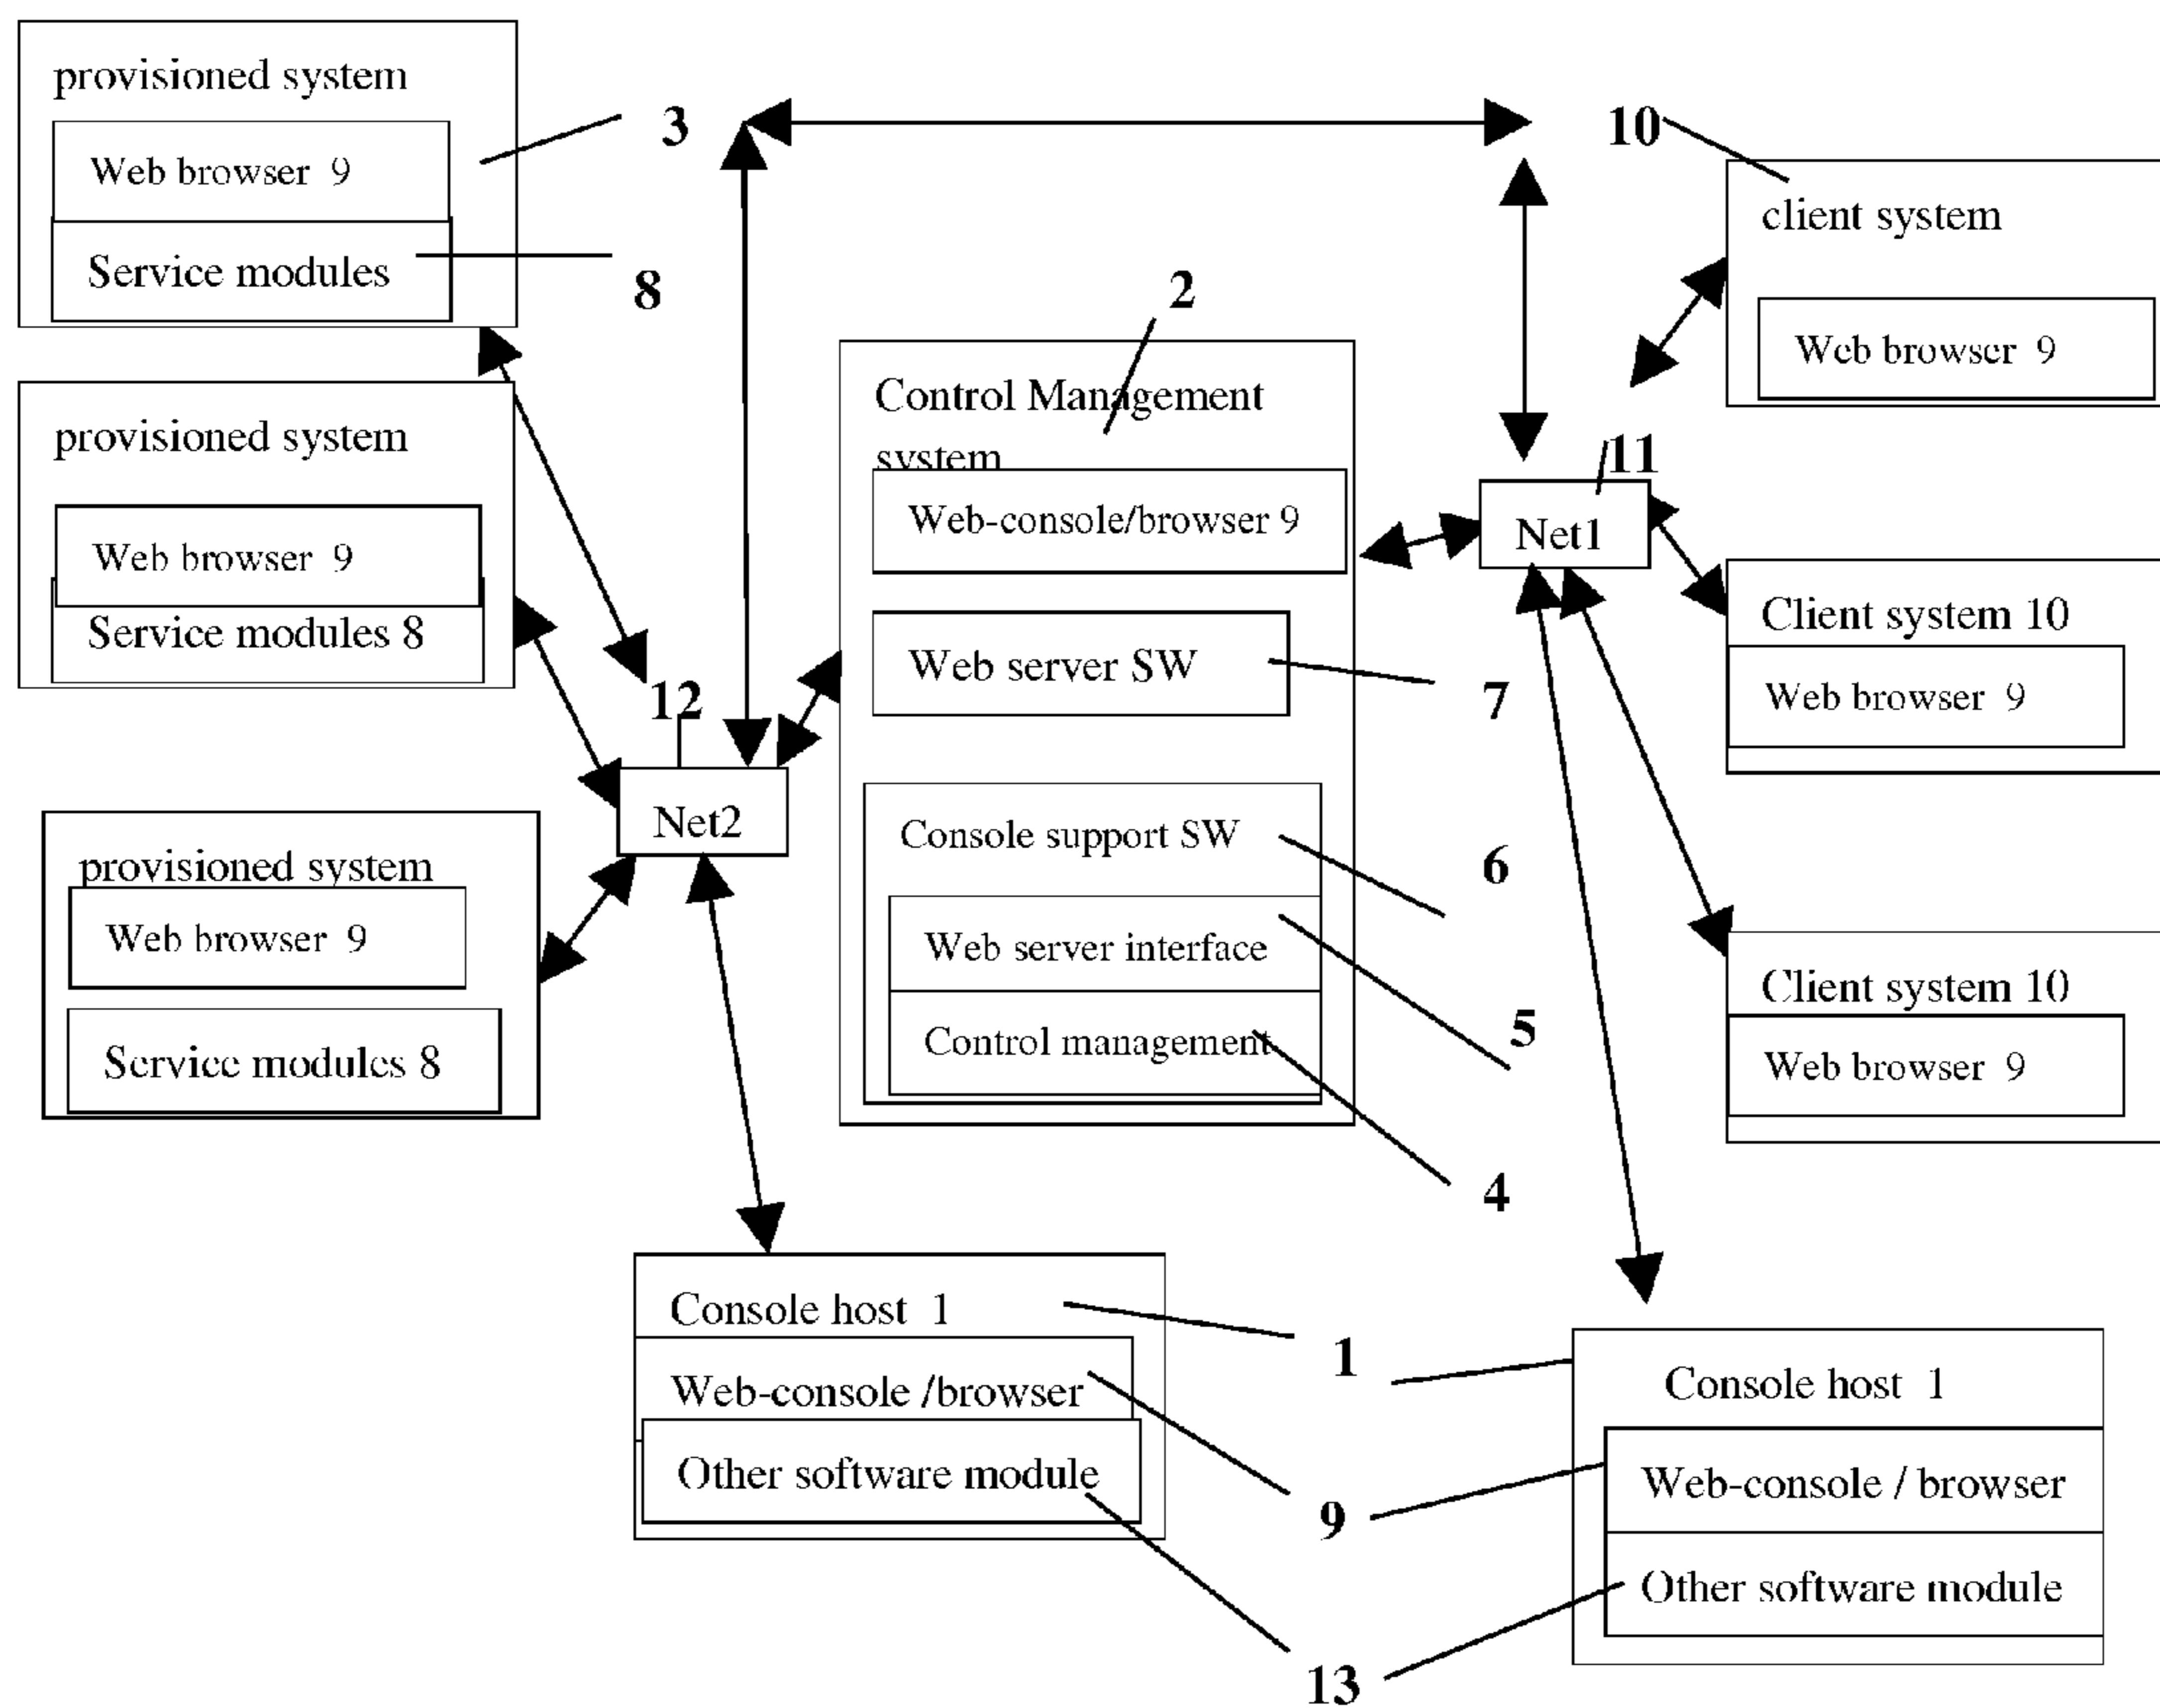 provisioned system
3
Web browser 9
Service modules
8
10
client system
Web browser 9
2
Control Management
system
Web-console/browser 9
Web server SW
7
Console support SW
6
Web server interface
5
Control management
4
provisioned system
Web browser 9
Service modules 8
12
Net2
provisioned system
Web browser 9
Service modules 8
11
Net1
Client system 10
Web browser 9
Client system 10
Web browser 9
Console host 1
Web-console /browser
Other software module
1
9
13
Console host 1
Web-console / browser
Other software module